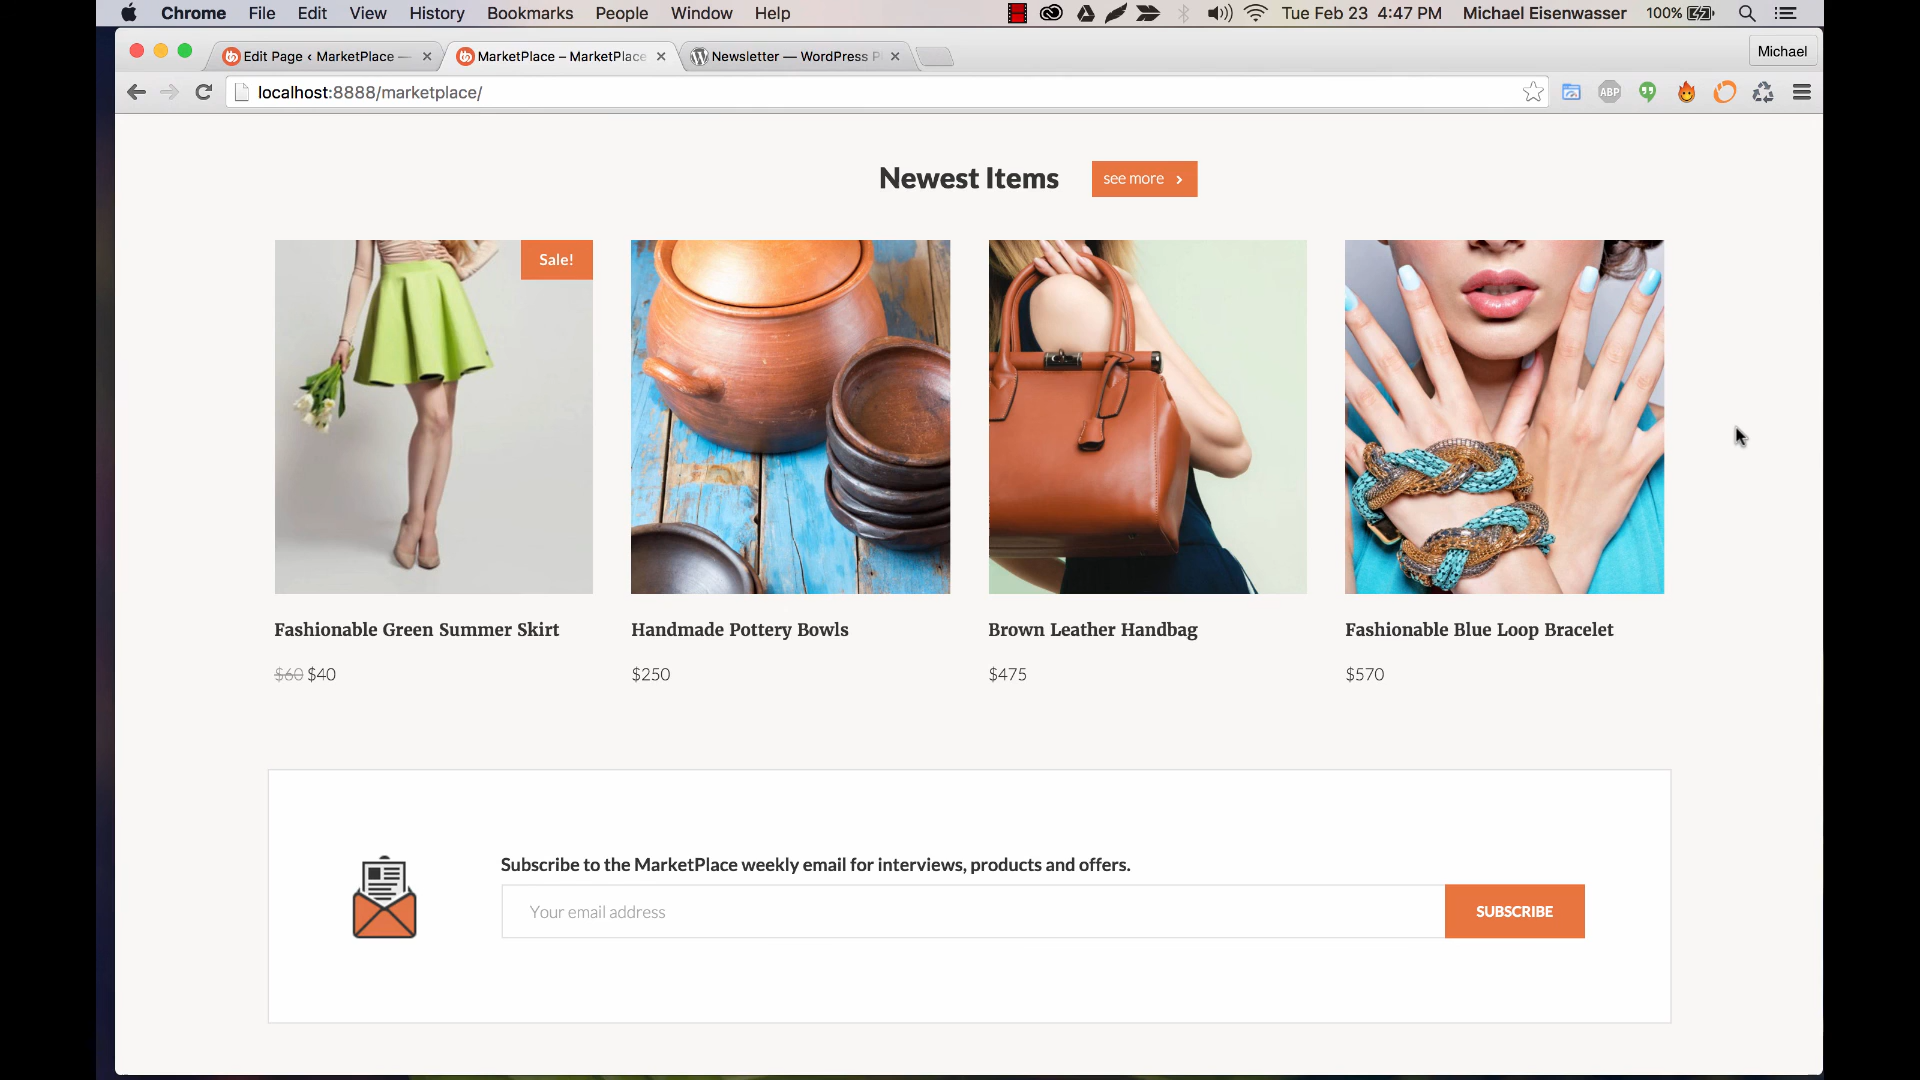 Chrome File Edit View History Bookmarks People Window Help Tue Feb 23 4:47 PM Michael Eisenwasser 100%
Edit Page ‹ MarketPlace — MarketPlace – MarketPlace Newsletter — WordPress P Michael
localhost:8888/marketplace/ ABP
Newest Items see more
Sale!
Fashionable Green Summer Skirt Handmade Pottery Bowls Brown Leather Handbag Fashionable Blue Loop Bracelet
$60 $40 $250 $475 $570
Subscribe to the MarketPlace weekly email for interviews, products and offers.
Your email address SUBSCRIBE